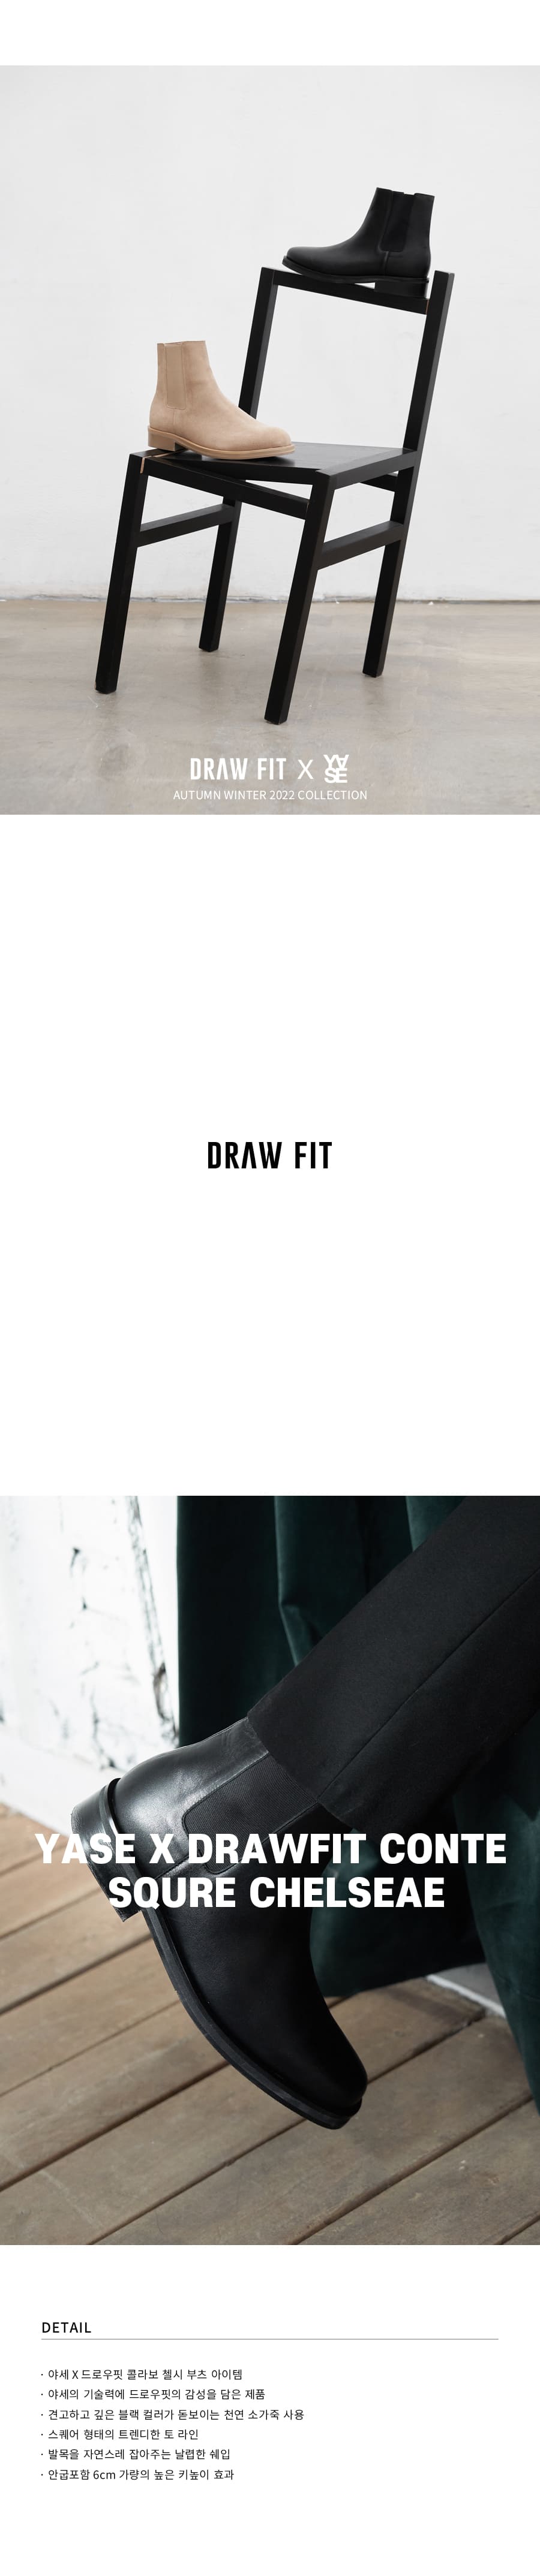 DRAW FIT X YASE
AUTUMN WINTER 2022 COLLECTION
DRAW FIT
YASE X DRAWFIT CONTE
SQURE CHELSEAE
DETAIL
· 야세 X 드로우핏 콜라보 첼시 부츠 아이템
· 야세의 기술력에 드로우핏의 감성을 담은 제품
· 견고하고 깊은 블랙 컬러가 돋보이는 천연 소가죽 사용
· 스퀘어 형태의 트렌디한 토 라인
· 발목을 자연스레 잡아주는 날렵한 쉐입
· 안굽포함 6cm 가량의 높은 키높이 효과